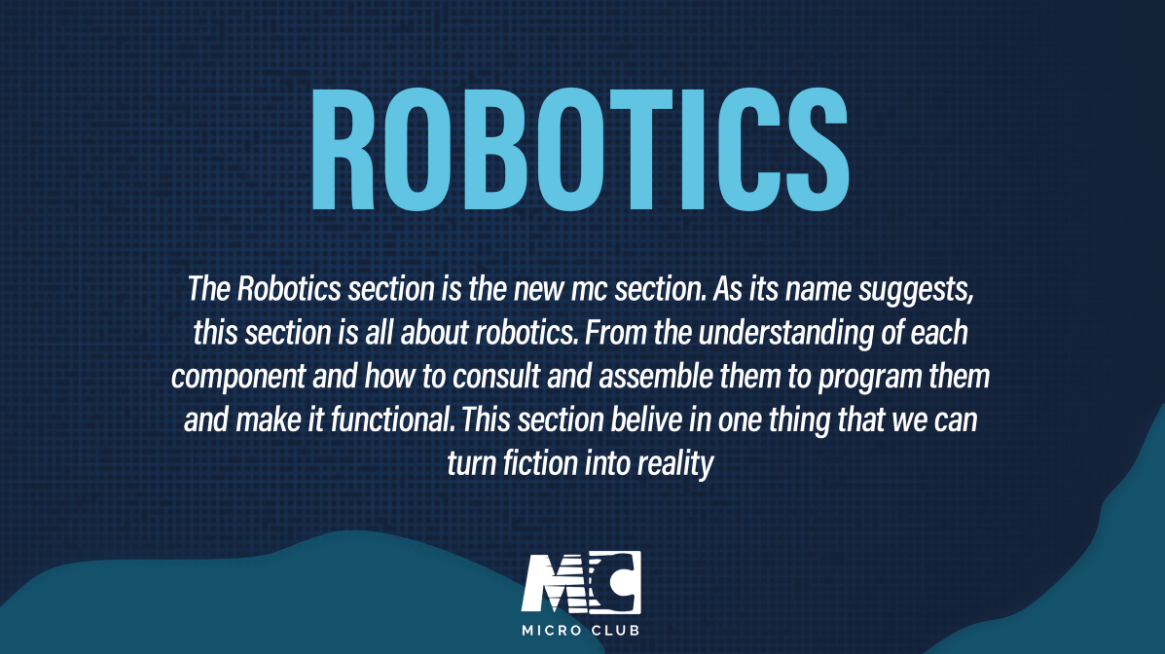 ROBOTICS
The Robotics section is the new mc section. As its name suggests,
this section is all about robotics. From the understanding of each
component and how to consult and assemble them to program them
and make it functional. This section belive in one thing that we can
turn fiction into reality
MC
MICRO CLUB